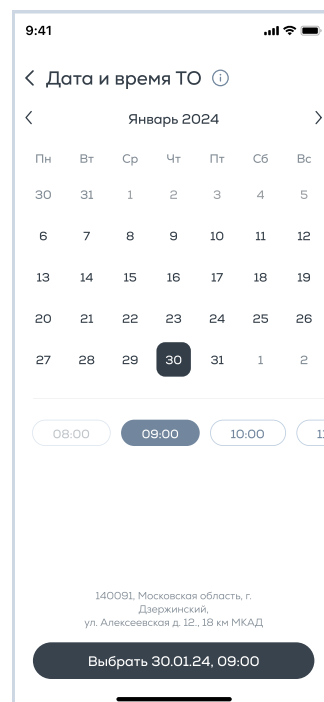 9:41
Дата и время ТО
Январь 2024
Пн Вт Ср Чт Пт Сб Вс
30 31 1 2 3 4 5
6 7 8 9 10 11 12
13 14 15 16 17 18 19
20 21 22 23 24 25 26
27 28 29 30 31 1 2
08:00 09:00 10:00
140091, Московская область, г.
Дзержинский,
ул. Алексеевская д. 12., 18 км МКАД
Выбрать 30.01.24, 09:00